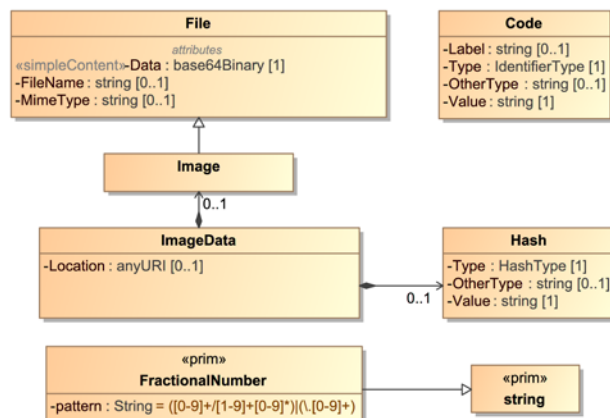 File
attributes
«simpleContent»-Data : base64Binary [1]
-FileName : string [0..1]
-MimeType : string [0..1]
Code
-Label : string [0..1]
-Type : IdentifierType [1]
-OtherType : string [0..1]
-Value : string [1]
Image
0..1
ImageData
-Location : anyURI [0..1]
0..1
Hash
-Type : HashType [1]
-OtherType : string [0..1]
-Value : string [1]
«prim»
FractionalNumber
-pattern : String = ([0-9]+/[1-9]+[0-9]*)|(\.[0-9]+)
«prim»
string